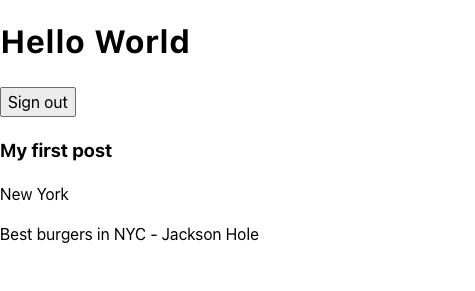 Hello World
Sign out
My first post
New York
Best burgers in NYC - Jackson Hole